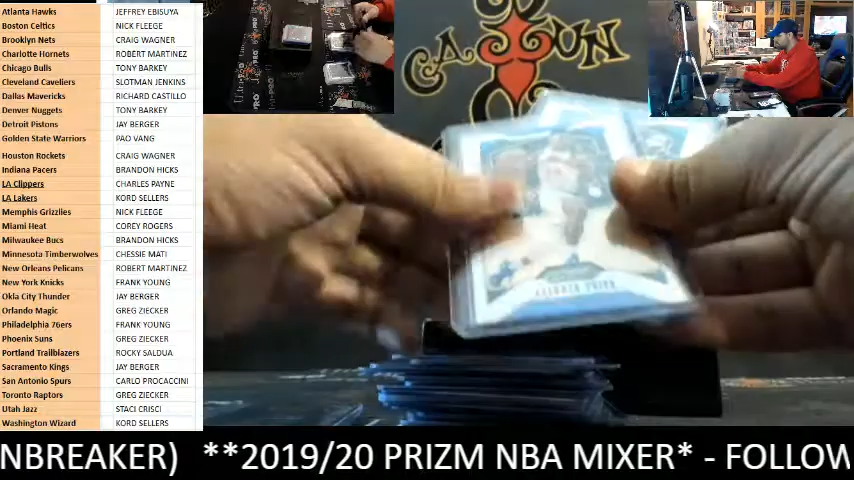 Atlanta Hawks JEFFREY EBISUYA
Boston Celtics NICK FLEEGE
Brooklyn Nets CRAIG WAGNER
Charlotte Hornets ROBERT MARTINEZ
Chicago Bulls TONY BARKEY
Cleveland Caveliers SLOTMAN JENKINS
Dallas Mavericks RICHARD CASTILLO
Denver Nuggets TONY BARKEY
Detroit Pistons JAY BERGER
Golden State Warriors PAO VANG
Houston Rockets CRAIG WAGNER
Indiana Pacers BRANDON HICKS
LA Clippers CHARLES PAYNE
LA Lakers KORD SELLERS
Memphis Grizzlies NICK FLEEGE
Miami Heat COREY ROGERS
Milwaukee Bucs BRANDON HICKS
Minnesota Timberwolves CHESSIE MATI
New Orleans Pelicans ROBERT MARTINEZ
New York Knicks FRANK YOUNG
Okla City Thunder JAY BERGER
Orlando Magic GREG ZIECKER
Philadelphia 76ers FRANK YOUNG
Phoenix Suns GREG ZIECKER
Portland Trailblazers ROCKY SALDUA
Sacramento Kings JAY BERGER
San Antonio Spurs CARLO PROCACCINI
Toronto Raptors GREG ZIECKER
Utah Jazz STACI CRISCI
Washington Wizard KORD SELLERS
CAJUN
NBREAKER) **2019/20 PRIZM NBA MIXER* - FOLLOW